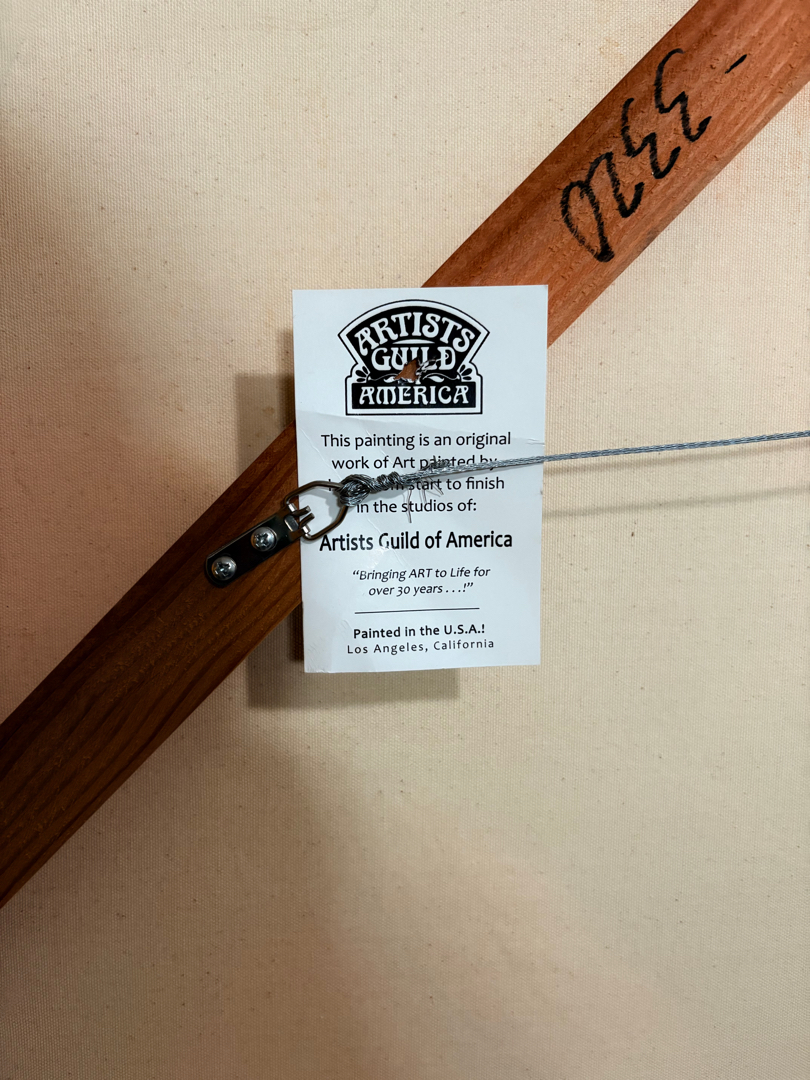 ARTISTS
GUILD
AMERICA
This painting is an original
work of Art painted by
start to finish
in the studios of:
Artists Guild of America
“Bringing ART to Life for
over 30 years . . .!”
Painted in the U.S.A.!
Los Angeles, California